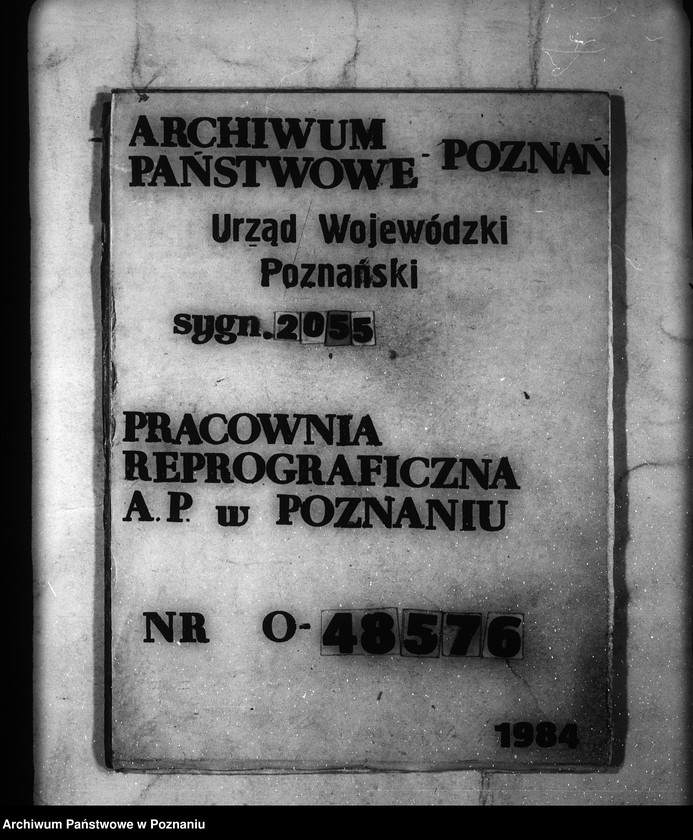 ARCHIWUM
PAŃSTWOWE - POZNAŃ
Urząd Wojewódzki
Poznański
sygn. 2055
PRACOWNIA
REPROGRAFICZNA
A.P. w POZNANIU
NR O-48576
1984
Archiwum Państwowe w Poznaniu